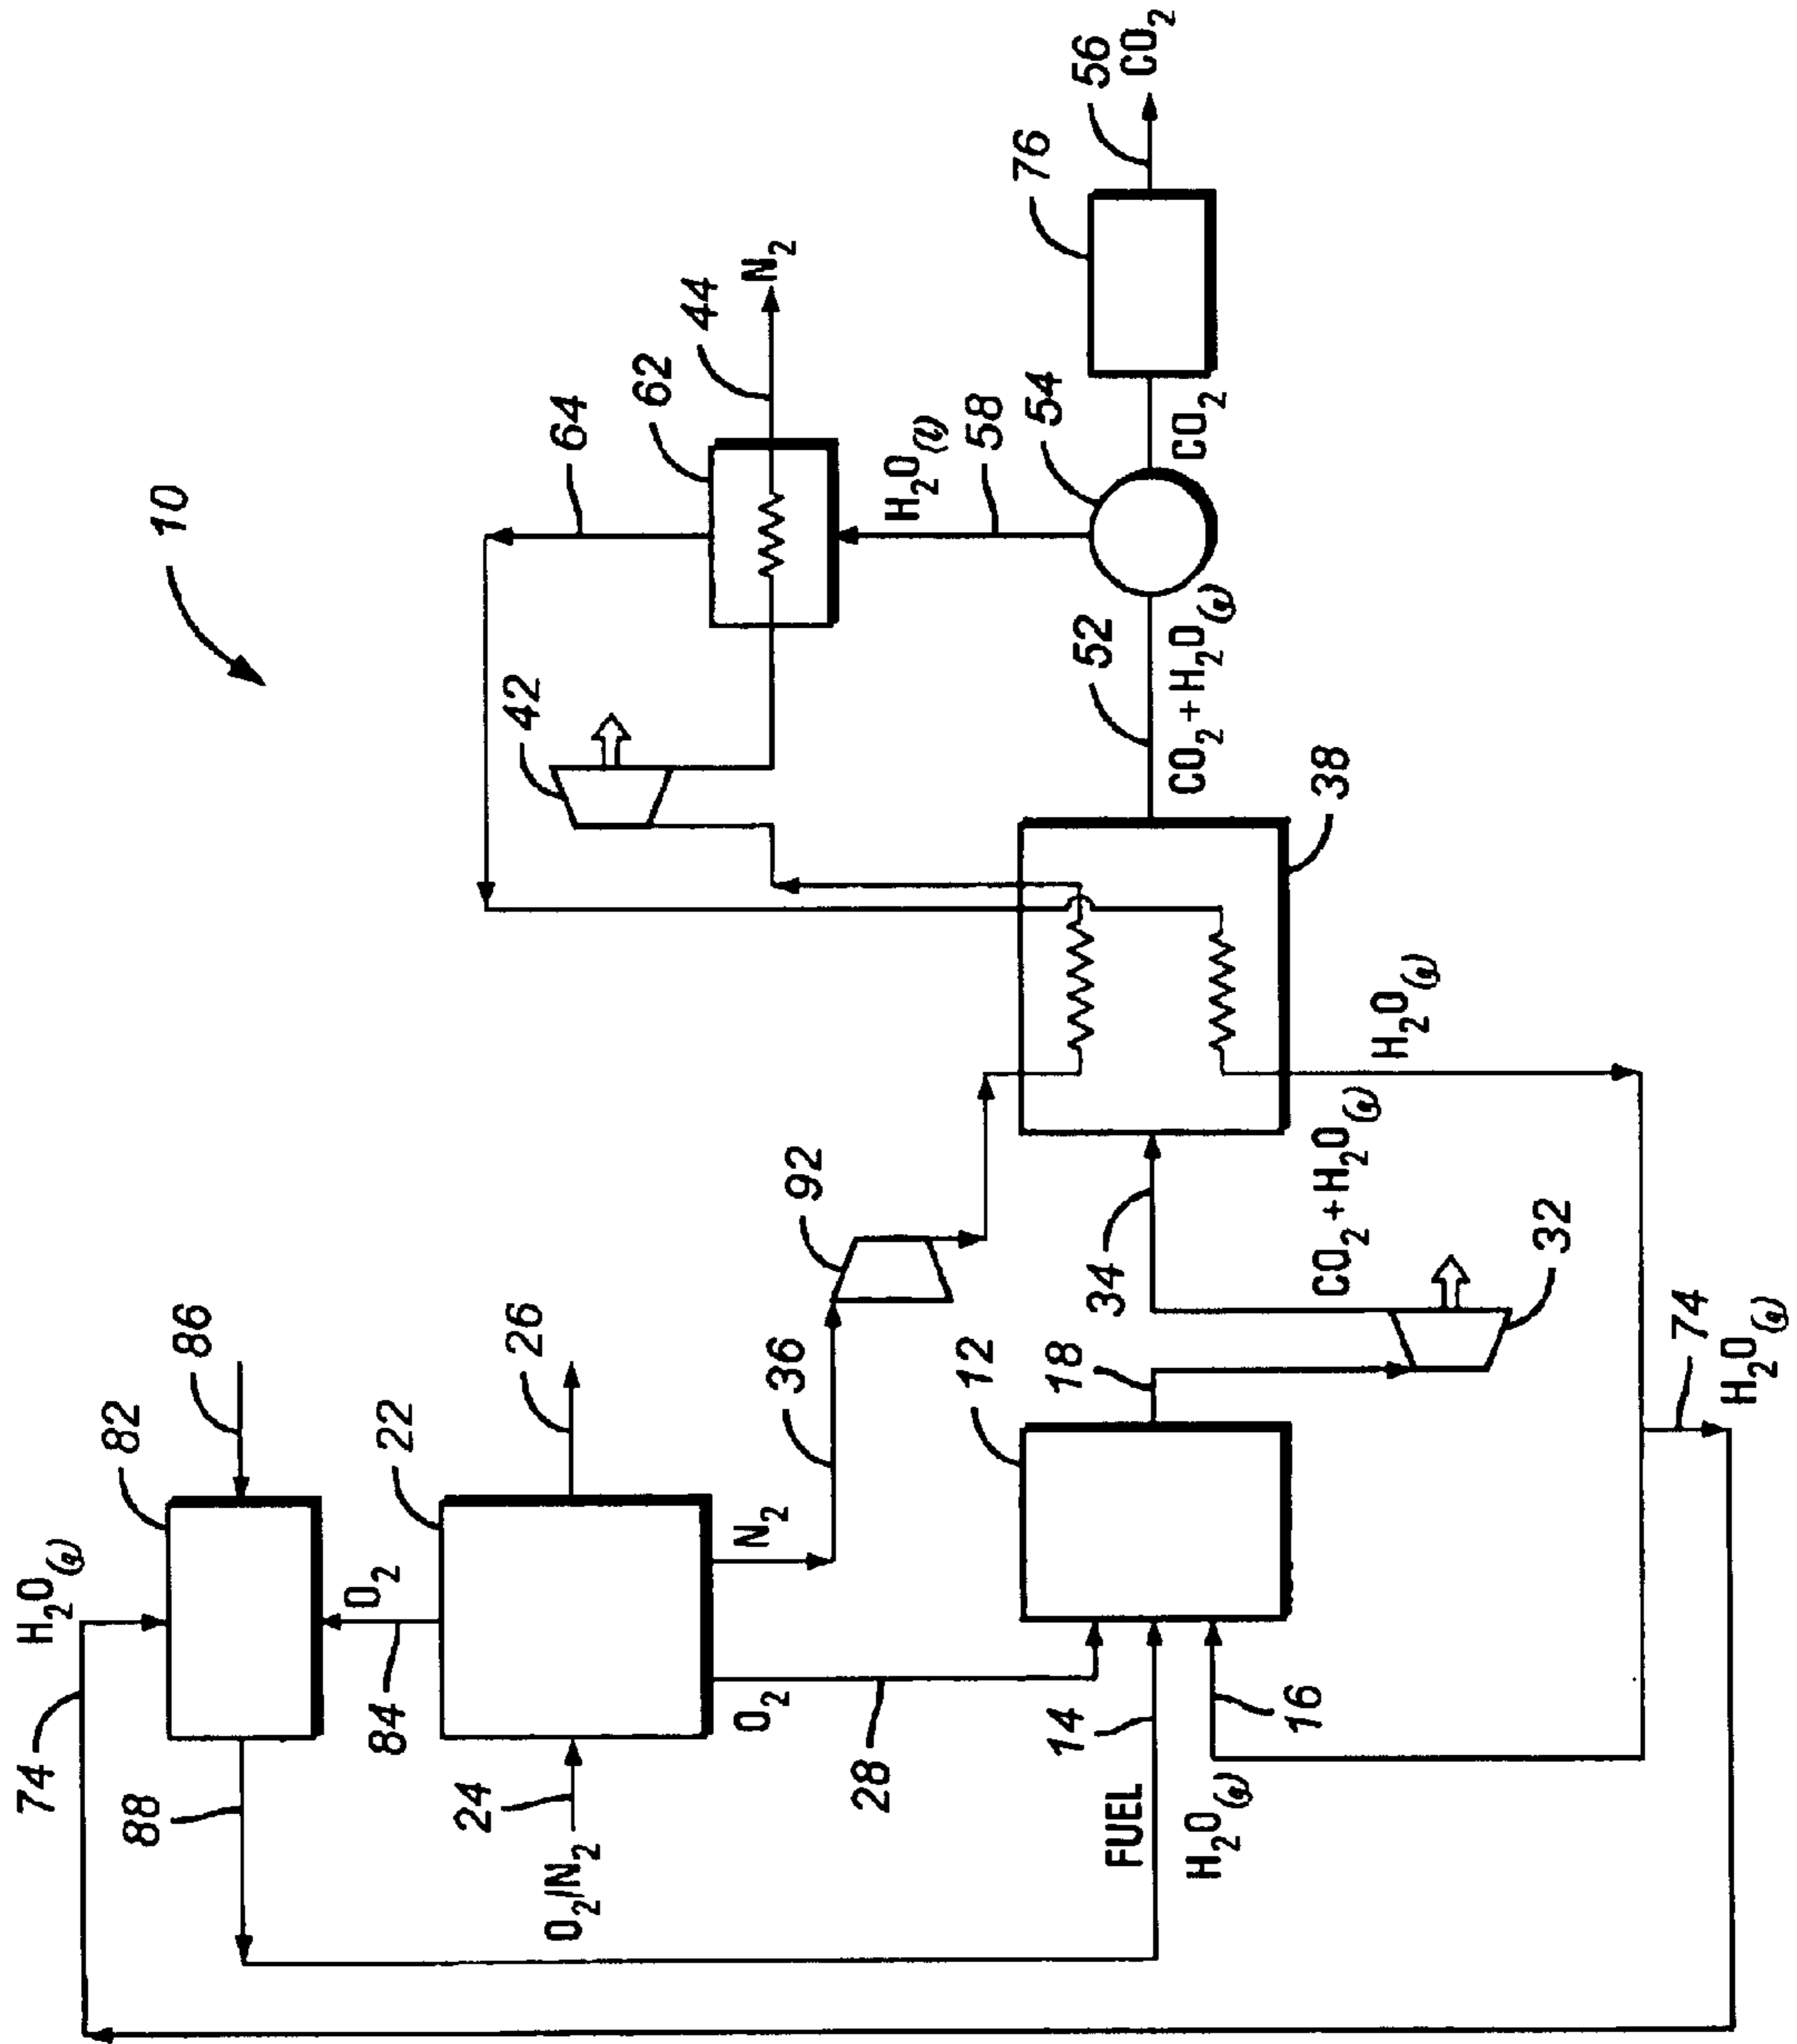 10
74
H₂O(g)
82
86
88
84
O₂
22
26
24
O₂/N₂
O₂
N₂
28
36
92
12
14
FUEL
16
H₂O(g)
18
34
CO₂+H₂O(g)
32
74
H₂O(g)
H₂O(g)
38
42
64
62
44
N₂
H₂O(l)
58
54
52
CO₂+H₂O(g)
CO₂
76
56
CO₂